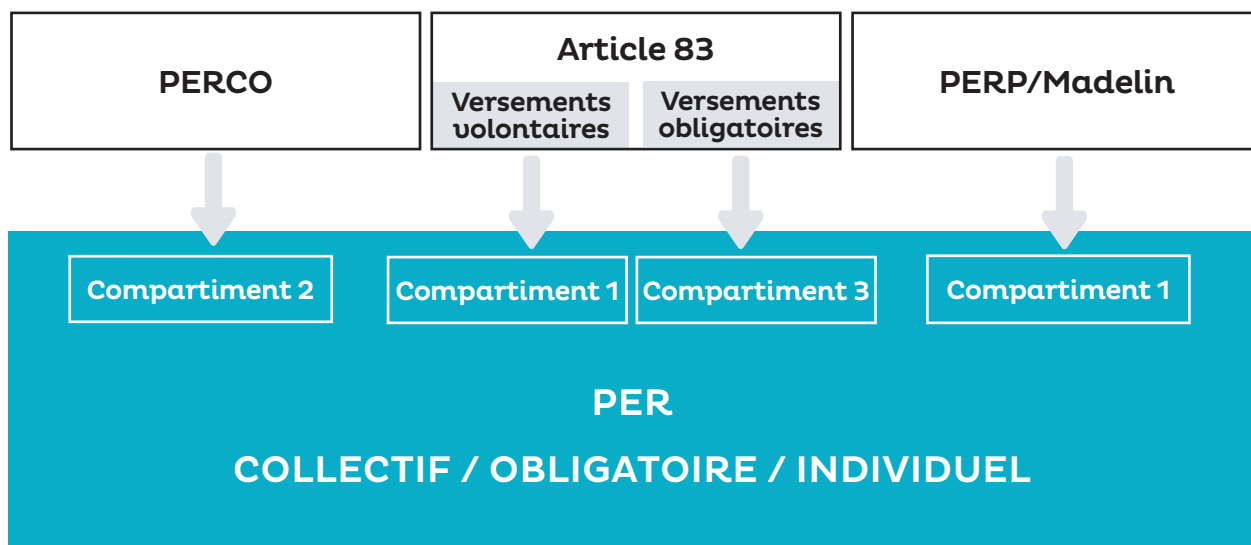 PERCO
Article 83
Versements
volontaires
Versements
obligatoires
PERP/Madelin
Compartiment 2
Compartiment 1
Compartiment 3
Compartiment 1
PER
COLLECTIF / OBLIGATOIRE / INDIVIDUEL